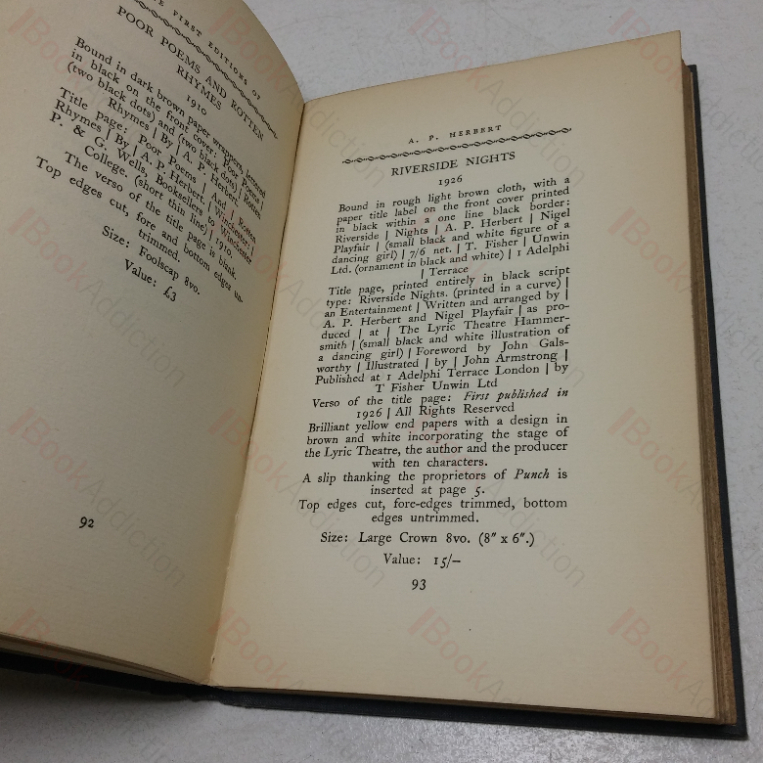 THE FIRST EDITIONS OF
POOR POEMS AND ROTTEN
RHYMES
1910
Bound in dark brown paper wrappers, lettered
in black on the front cover: Poor Poems |
(two black dots) and (two black dots) | Rotten
Rhymes | By | A. P. Herbert.
Title page: Poor Poems | And | Rotten
Rhymes | By | A. P. Herbert. | Winchester: |
P. & G. Wells, Booksellers to Winchester
College. (short thin line) | 1910.
The verso of the title page is blank.
Top edges cut, fore and bottom edges un-
trimmed.
Size: Foolscap 8vo.
Value: £3
92
A. P. HERBERT
RIVERSIDE NIGHTS
1926
Bound in rough light brown cloth, with a
paper title label on the front cover printed
in black within a one line black border:
Riverside | Nights | A. P. Herbert | Nigel
Playfair | (small black and white figure of a
dancing girl) | 7/6 net. | T. Fisher | Unwin
Ltd. (ornament in black and white) | 1 Adelphi
| Terrace
Title page, printed entirely in black script
type: Riverside Nights. (printed in a curve) |
an Entertainment | Written and arranged by |
A. P. Herbert and Nigel Playfair | as pro-
duced | at | The Lyric Theatre Hammer-
smith | (small black and white illustration of
a dancing girl) | Foreword by John Gals-
worthy | Illustrated | by | John Armstrong |
Published at 1 Adelphi Terrace London | by
T Fisher Unwin Ltd
Verso of the title page: First published in
1926 | All Rights Reserved
Brilliant yellow end papers with a design in
brown and white incorporating the stage of
the Lyric Theatre, the author and the producer
with ten characters.
A slip thanking the proprietors of Punch is
inserted at page 5.
Top edges cut, fore-edges trimmed, bottom
edges untrimmed.
Size: Large Crown 8vo. (8" x 6".)
Value: 15/–
93
BookAddiction